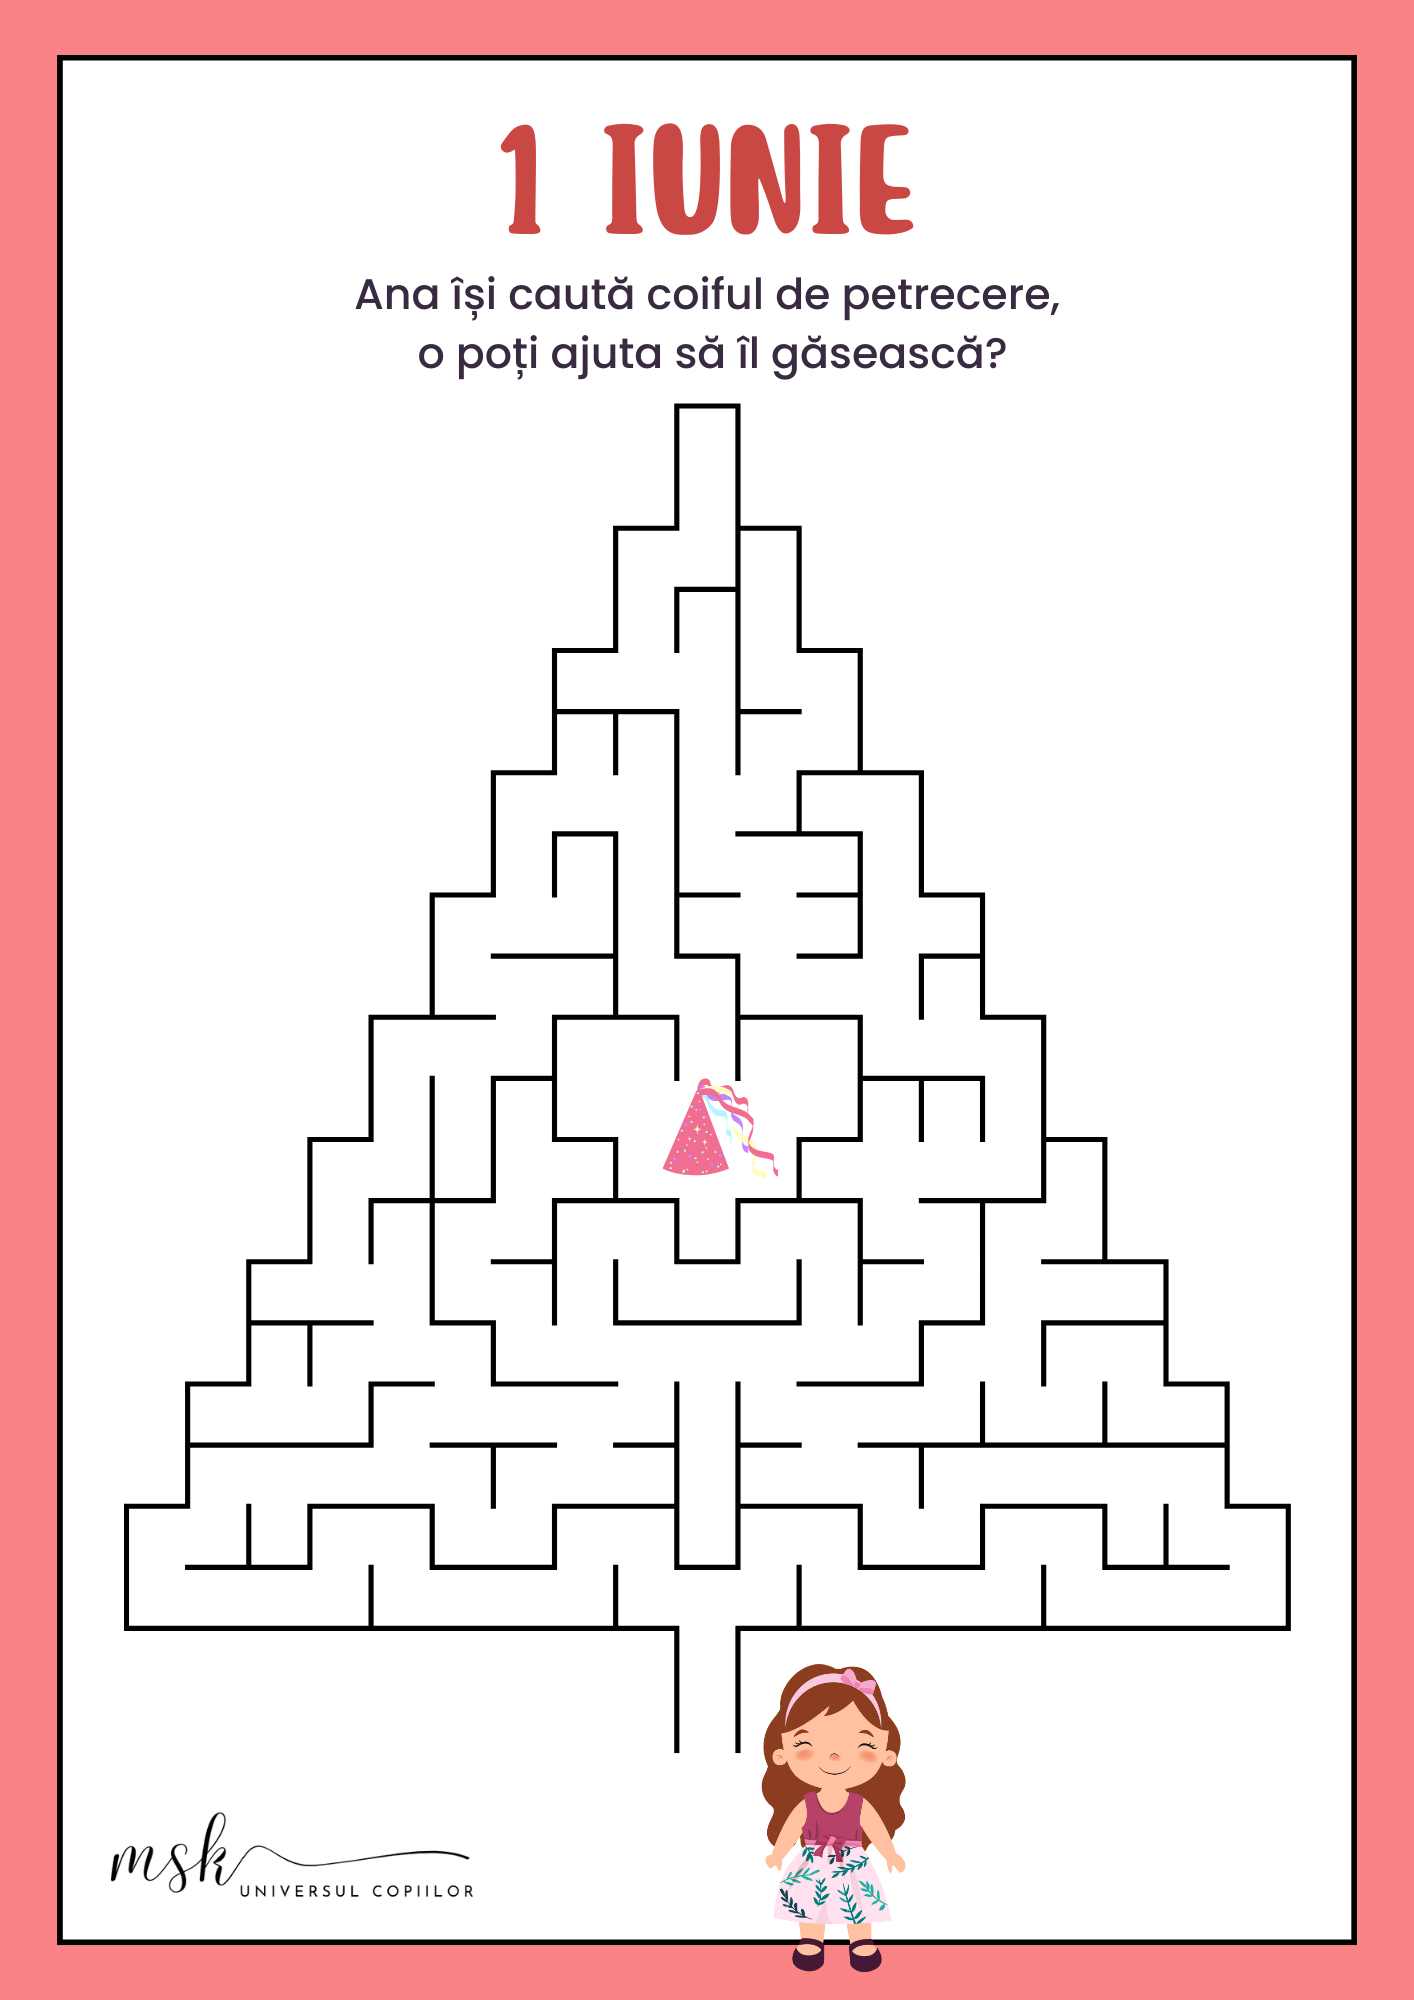 1 IUNIE
Ana își caută coiful de petrecere,
o poți ajuta să îl găsească?
msk
UNIVERSUL COPIILOR